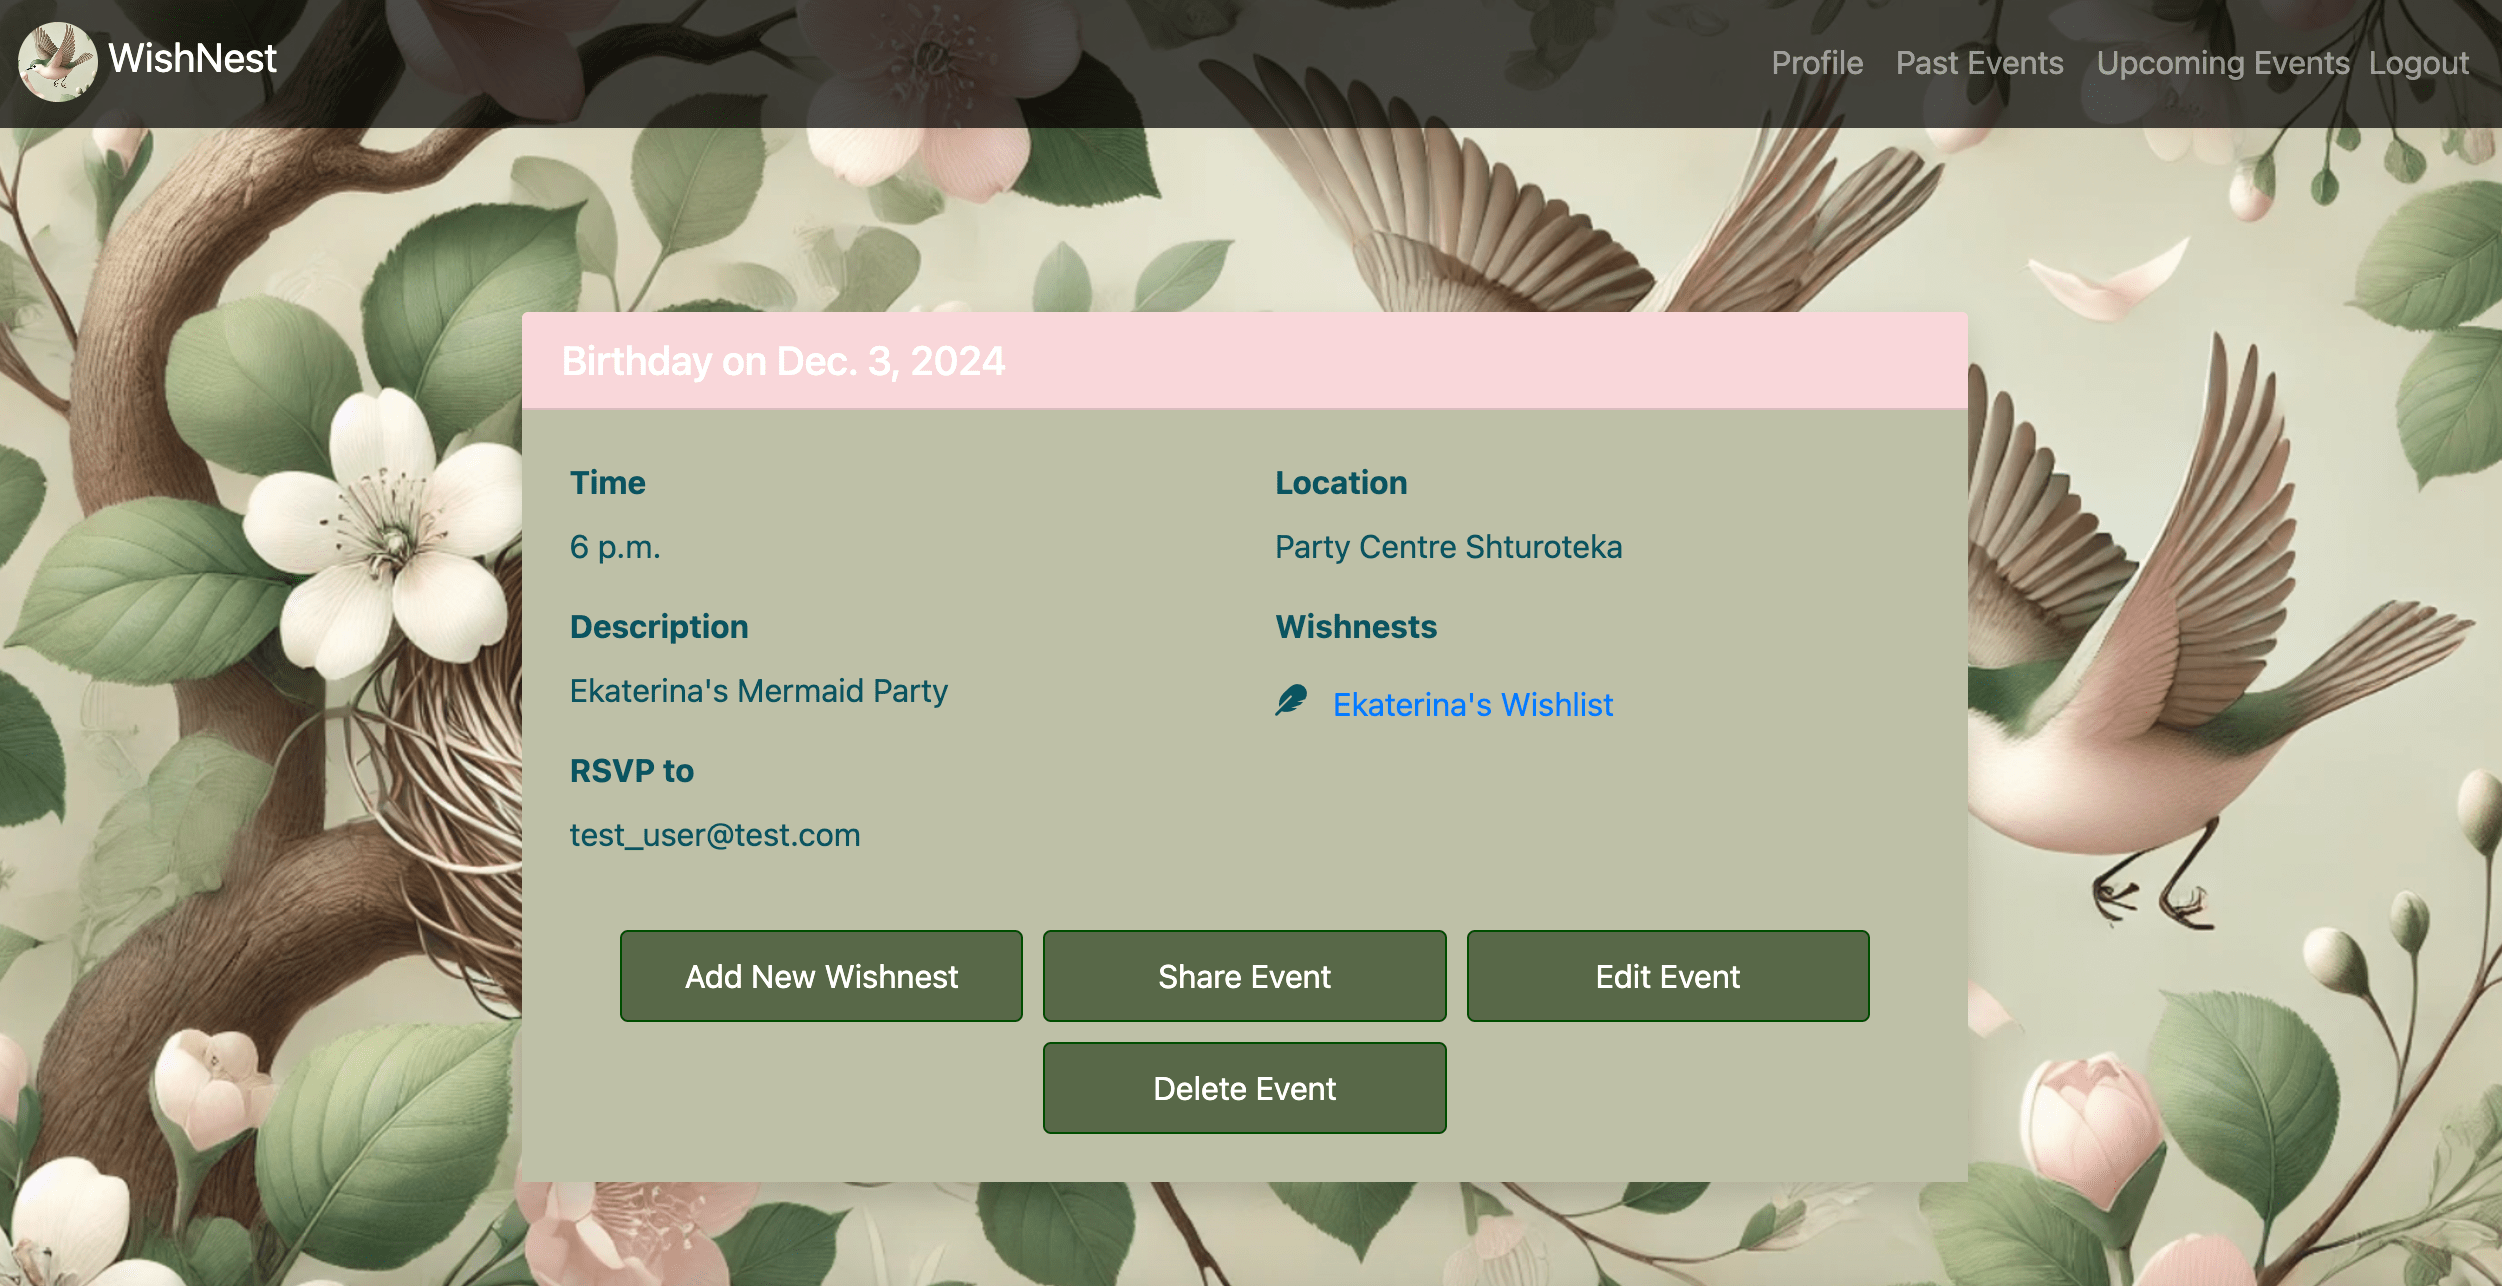 WishNest
Profile Past Events Upcoming Events Logout
Birthday on Dec. 3, 2024
Time
6 p.m.
Description
Ekaterina's Mermaid Party
RSVP to
test_user@test.com
Location
Party Centre Shturoteka
Wishnests
Ekaterina's Wishlist
Add New Wishnest
Share Event
Edit Event
Delete Event